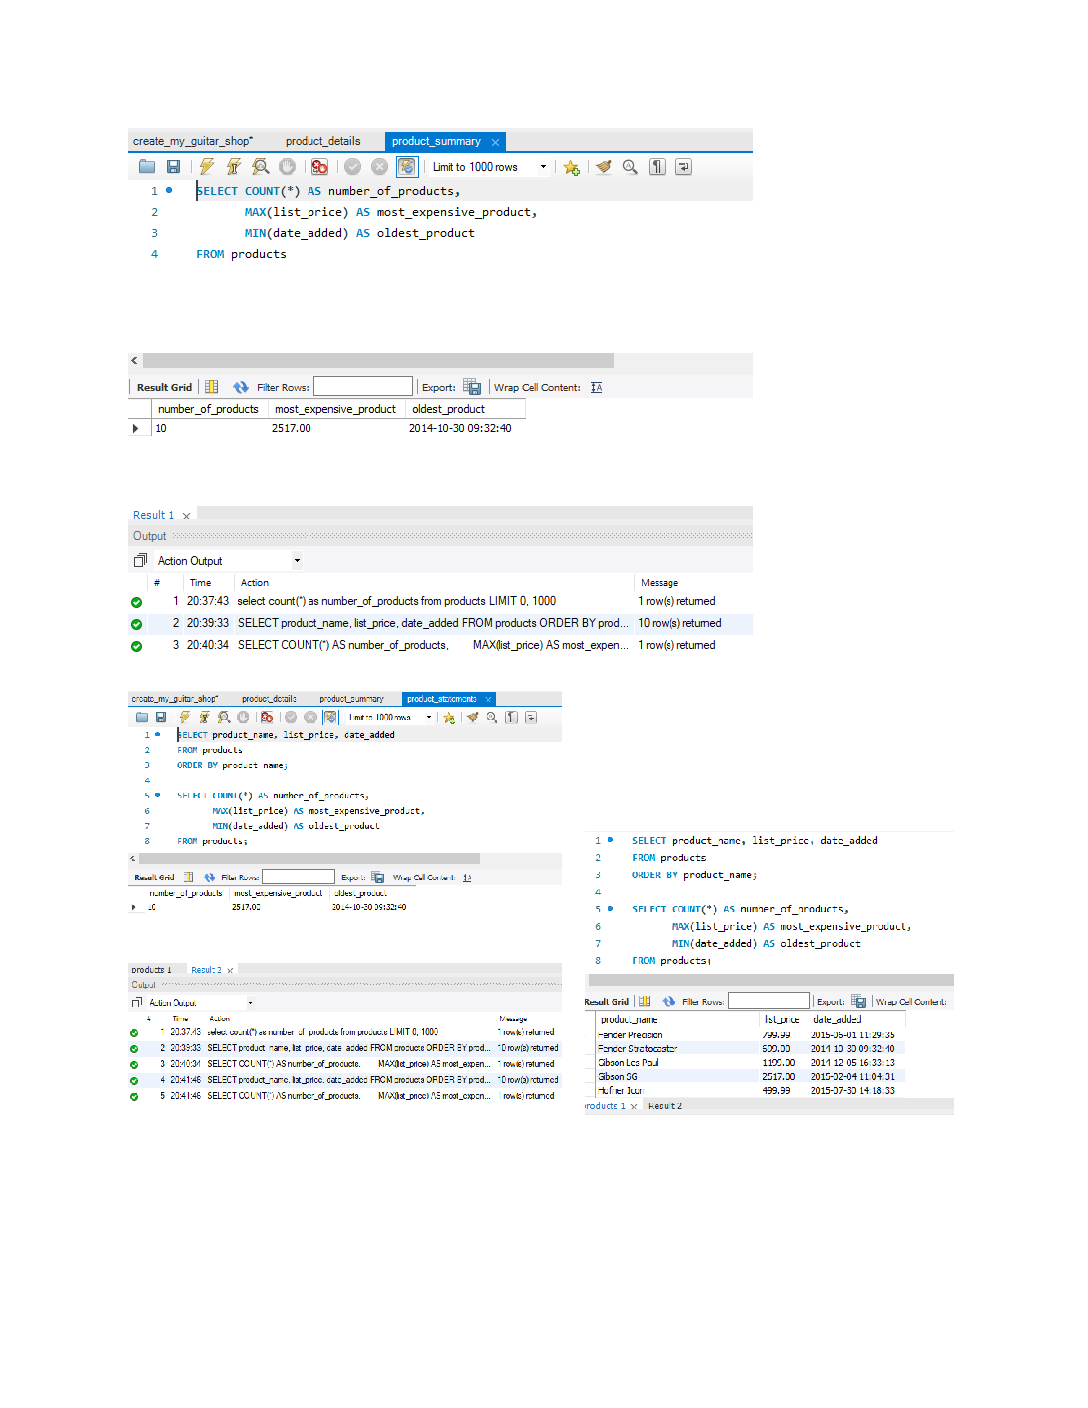 create_my_guitar_shop* product_details product_summary
Limit to 1000 rows
1 SELECT COUNT(*) AS number_of_products,
2 MAX(list_price) AS most_expensive_product,
3 MIN(date_added) AS oldest_product
4 FROM products
Result Grid Filter Rows: Export: Wrap Cell Content:
number_of_products most_expensive_product oldest_product
10 2517.00 2014-10-30 09:32:40
Result 1
Output
Action Output
# Time Action Message
1 20:37:43 select count(*) as number_of_products from products LIMIT 0, 1000 1 row(s) returned
2 20:39:33 SELECT product_name, list_price, date_added FROM products ORDER BY prod... 10 row(s) returned
3 20:40:34 SELECT COUNT(*) AS number_of_products, MAX(list_price) AS most_expen... 1 row(s) returned
create_my_guitar_shop* product_details product_summary product_statements
Limit to 1000 rows
1 SELECT product_name, list_price, date_added
2 FROM products
3 ORDER BY product_name;
4
5 SELECT COUNT(*) AS number_of_products,
6 MAX(list_price) AS most_expensive_product,
7 MIN(date_added) AS oldest_product
8 FROM products;
Result Grid Filter Rows: Export: Wrap Cell Content:
number_of_products most_expensive_product oldest_product
10 2517.00 2014-10-30 09:32:40
products 1 Result 2
Output
Action Output
# Time Action Message
1 20:37:43 select count(*) as number_of_products from products LIMIT 0, 1000 1 row(s) returned
2 20:39:33 SELECT product_name, list_price, date_added FROM products ORDER BY prod... 10 row(s) returned
3 20:40:34 SELECT COUNT(*) AS number_of_products, MAX(list_price) AS most_expen... 1 row(s) returned
4 20:41:46 SELECT product_name, list_price, date_added FROM products ORDER BY prod... 10 row(s) returned
5 20:41:46 SELECT COUNT(*) AS number_of_products, MAX(list_price) AS most_expen... 1 row(s) returned
1 SELECT product_name, list_price, date_added
2 FROM products
3 ORDER BY product_name;
4
5 SELECT COUNT(*) AS number_of_products,
6 MAX(list_price) AS most_expensive_product,
7 MIN(date_added) AS oldest_product
8 FROM products;
Result Grid Filter Rows: Export: Wrap Cell Content:
product_name list_price date_added
Fender Precision 799.99 2015-06-01 11:29:35
Fender Stratocaster 699.00 2014-10-30 09:32:40
Gibson Les Paul 1199.00 2014-12-05 16:33:13
Gibson SG 2517.00 2015-02-04 11:04:31
Hofner Icon 499.99 2015-07-30 14:18:33
products 1 Result 2